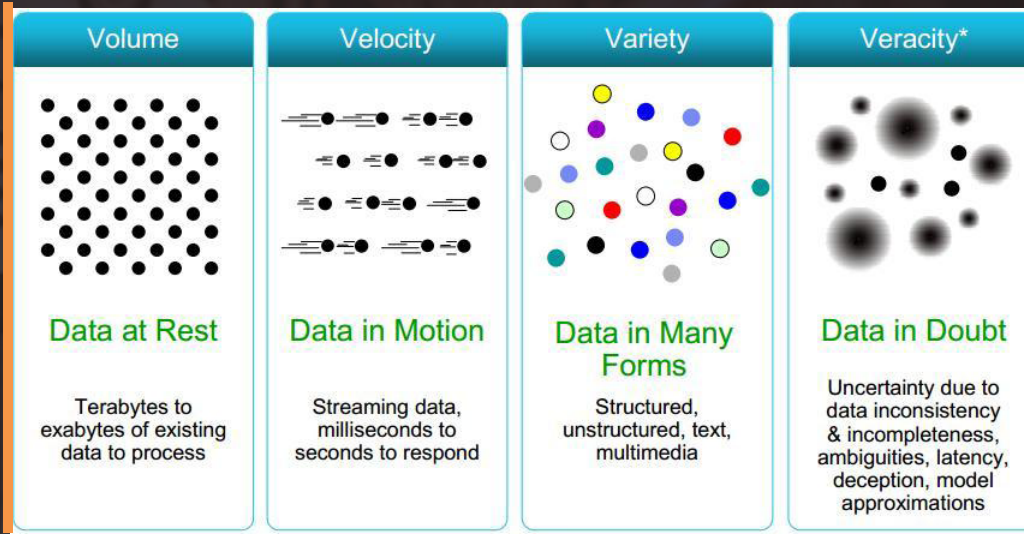 Volume
Data at Rest
Terabytes to
exabytes of existing
data to process
Velocity
Data in Motion
Streaming data,
milliseconds to
seconds to respond
Variety
Data in Many
Forms
Structured,
unstructured, text,
multimedia
Veracity*
Data in Doubt
Uncertainty due to
data inconsistency
& incompleteness,
ambiguities, latency,
deception, model
approximations